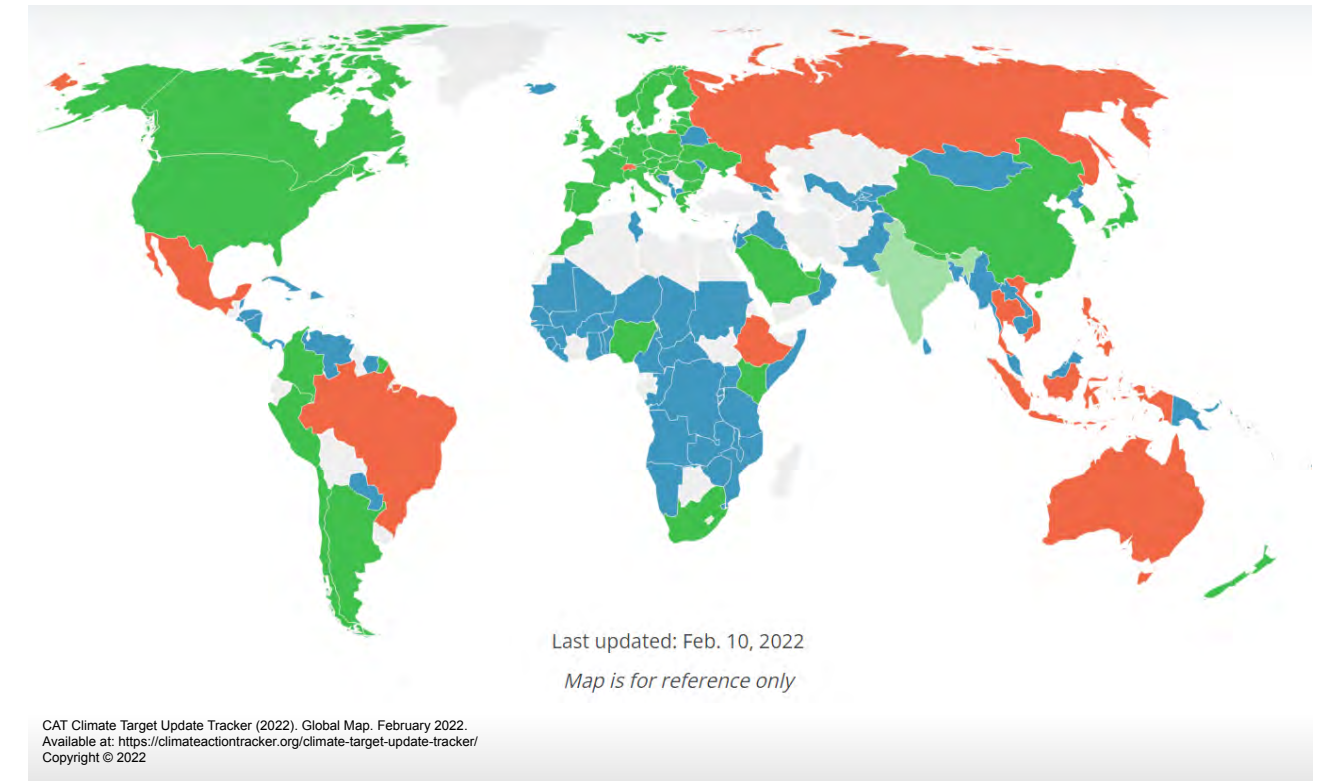 Last updated: Feb. 10, 2022
Map is for reference only
CAT Climate Target Update Tracker (2022). Global Map. February 2022.
Available at: https://climateactiontracker.org/climate-target-update-tracker/
Copyright © 2022